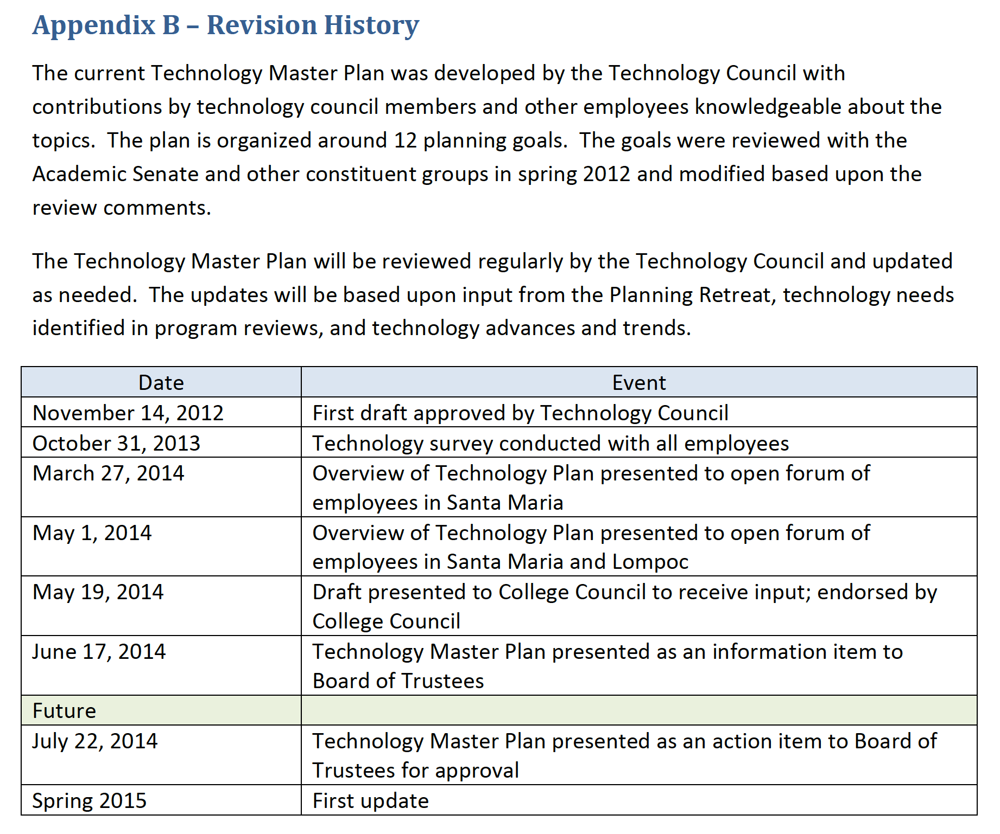 Appendix B – Revision History
The current Technology Master Plan was developed by the Technology Council with
contributions by technology council members and other employees knowledgeable about the
topics.  The plan is organized around 12 planning goals.  The goals were reviewed with the
Academic Senate and other constituent groups in spring 2012 and modified based upon the
review comments.
The Technology Master Plan will be reviewed regularly by the Technology Council and updated
as needed.  The updates will be based upon input from the Planning Retreat, technology needs
identified in program reviews, and technology advances and trends.
Date Event
November 14, 2012 First draft approved by Technology Council
October 31, 2013 Technology survey conducted with all employees
March 27, 2014 Overview of Technology Plan presented to open forum of
employees in Santa Maria
May 1, 2014 Overview of Technology Plan presented to open forum of
employees in Santa Maria and Lompoc
May 19, 2014 Draft presented to College Council to receive input; endorsed by
College Council
June 17, 2014 Technology Master Plan presented as an information item to
Board of Trustees
Future
July 22, 2014 Technology Master Plan presented as an action item to Board of
Trustees for approval
Spring 2015 First update